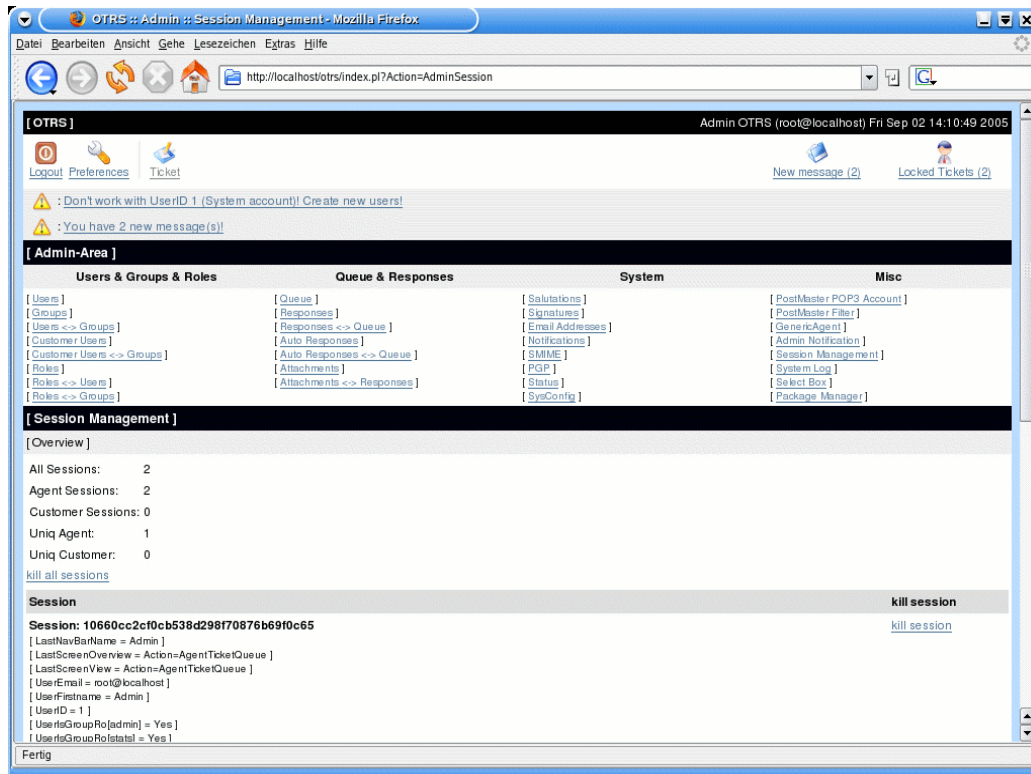 OTRS :: Admin :: Session Management - Mozilla Firefox
Datei Bearbeiten Ansicht Gehe Lesezeichen Extras Hilfe
http://localhost/otrs/index.pl?Action=AdminSession
[ OTRS ] Admin OTRS (root@localhost) Fri Sep 02 14:10:49 2005
Logout Preferences Ticket New message (2) Locked Tickets (2)
: Don't work with UserID 1 (System account)! Create new users!
: You have 2 new message(s)!
[ Admin-Area ]
Users & Groups & Roles Queue & Responses System Misc
[ Users ] [ Queue ] [ Salutations ] [ PostMaster POP3 Account ]
[ Groups ] [ Responses ] [ Signatures ] [ PostMaster Filter ]
[ Users <-> Groups ] [ Responses <-> Queue ] [ Email Addresses ] [ GenericAgent ]
[ Customer Users ] [ Auto Responses ] [ Notifications ] [ Admin Notification ]
[ Customer Users <-> Groups ] [ Auto Responses <-> Queue ] [ SMIME ] [ Session Management ]
[ Roles ] [ Attachments ] [ PGP ] [ System Log ]
[ Roles <-> Users ] [ Attachments <-> Responses ] [ Status ] [ Select Box ]
[ Roles <-> Groups ] [ SysConfig ] [ Package Manager ]
[ Session Management ]
[ Overview ]
All Sessions: 2
Agent Sessions: 2
Customer Sessions: 0
Uniq Agent: 1
Uniq Customer: 0
kill all sessions
Session kill session
Session: 10660cc2cf0cb538d298f70876b69f0c65 kill session
[ LastNavBarName = Admin ]
[ LastScreenOverview = Action=AgentTicketQueue ]
[ LastScreenView = Action=AgentTicketQueue ]
[ UserEmail = root@localhost ]
[ UserFirstname = Admin ]
[ UserID = 1 ]
[ UserIsGroupRo[admin] = Yes ]
[ UserIsGroupRo[stats] = Yes ]
Fertig